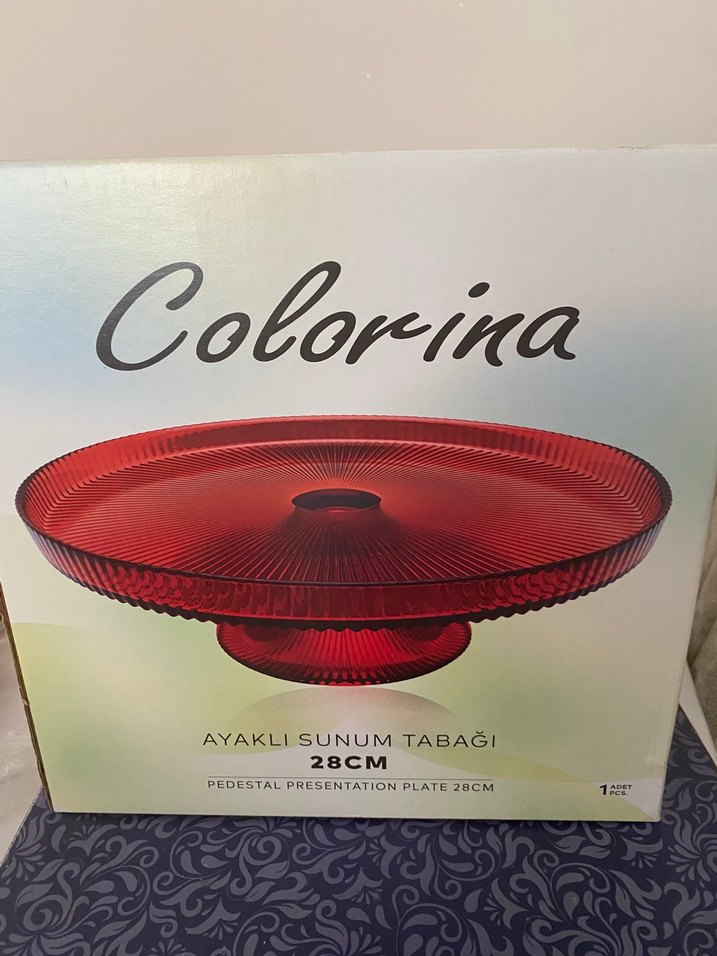 Colorina
AYAKLI SUNUM TABAĞI
28CM
PEDESTAL PRESENTATION PLATE 28CM
1 ADET
PCS.